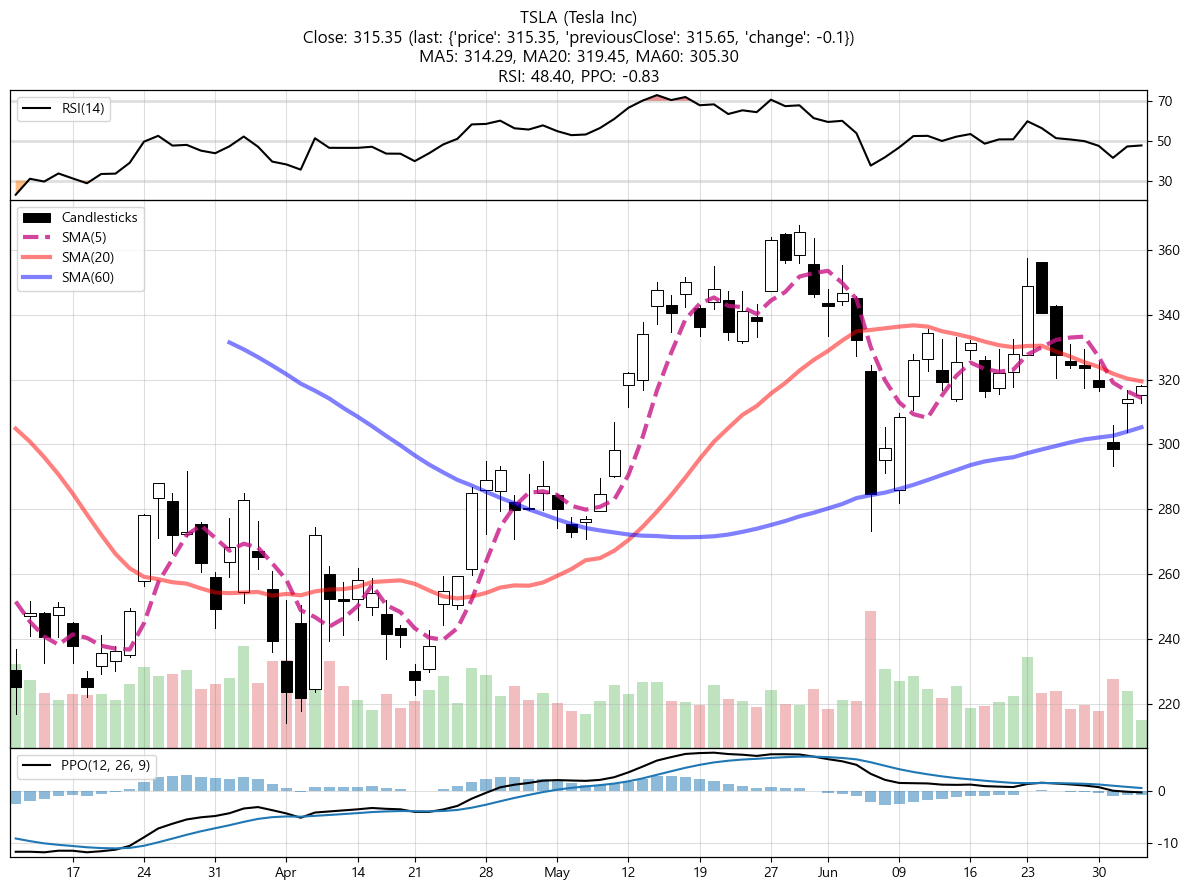 TSLA (Tesla Inc)
Close: 315.35 (last: {'price': 315.35, 'previousClose': 315.65, 'change': -0.1})
MA5: 314.29, MA20: 319.45, MA60: 305.30
RSI: 48.40, PPO: -0.83
RSI(14)
70
50
30
Candlesticks
SMA(5)
SMA(20)
SMA(60)
360
340
320
300
280
260
240
220
PPO(12, 26, 9)
0
-10
17 24 31 Apr 14 21 28 May 12 19 27 Jun 09 16 23 30